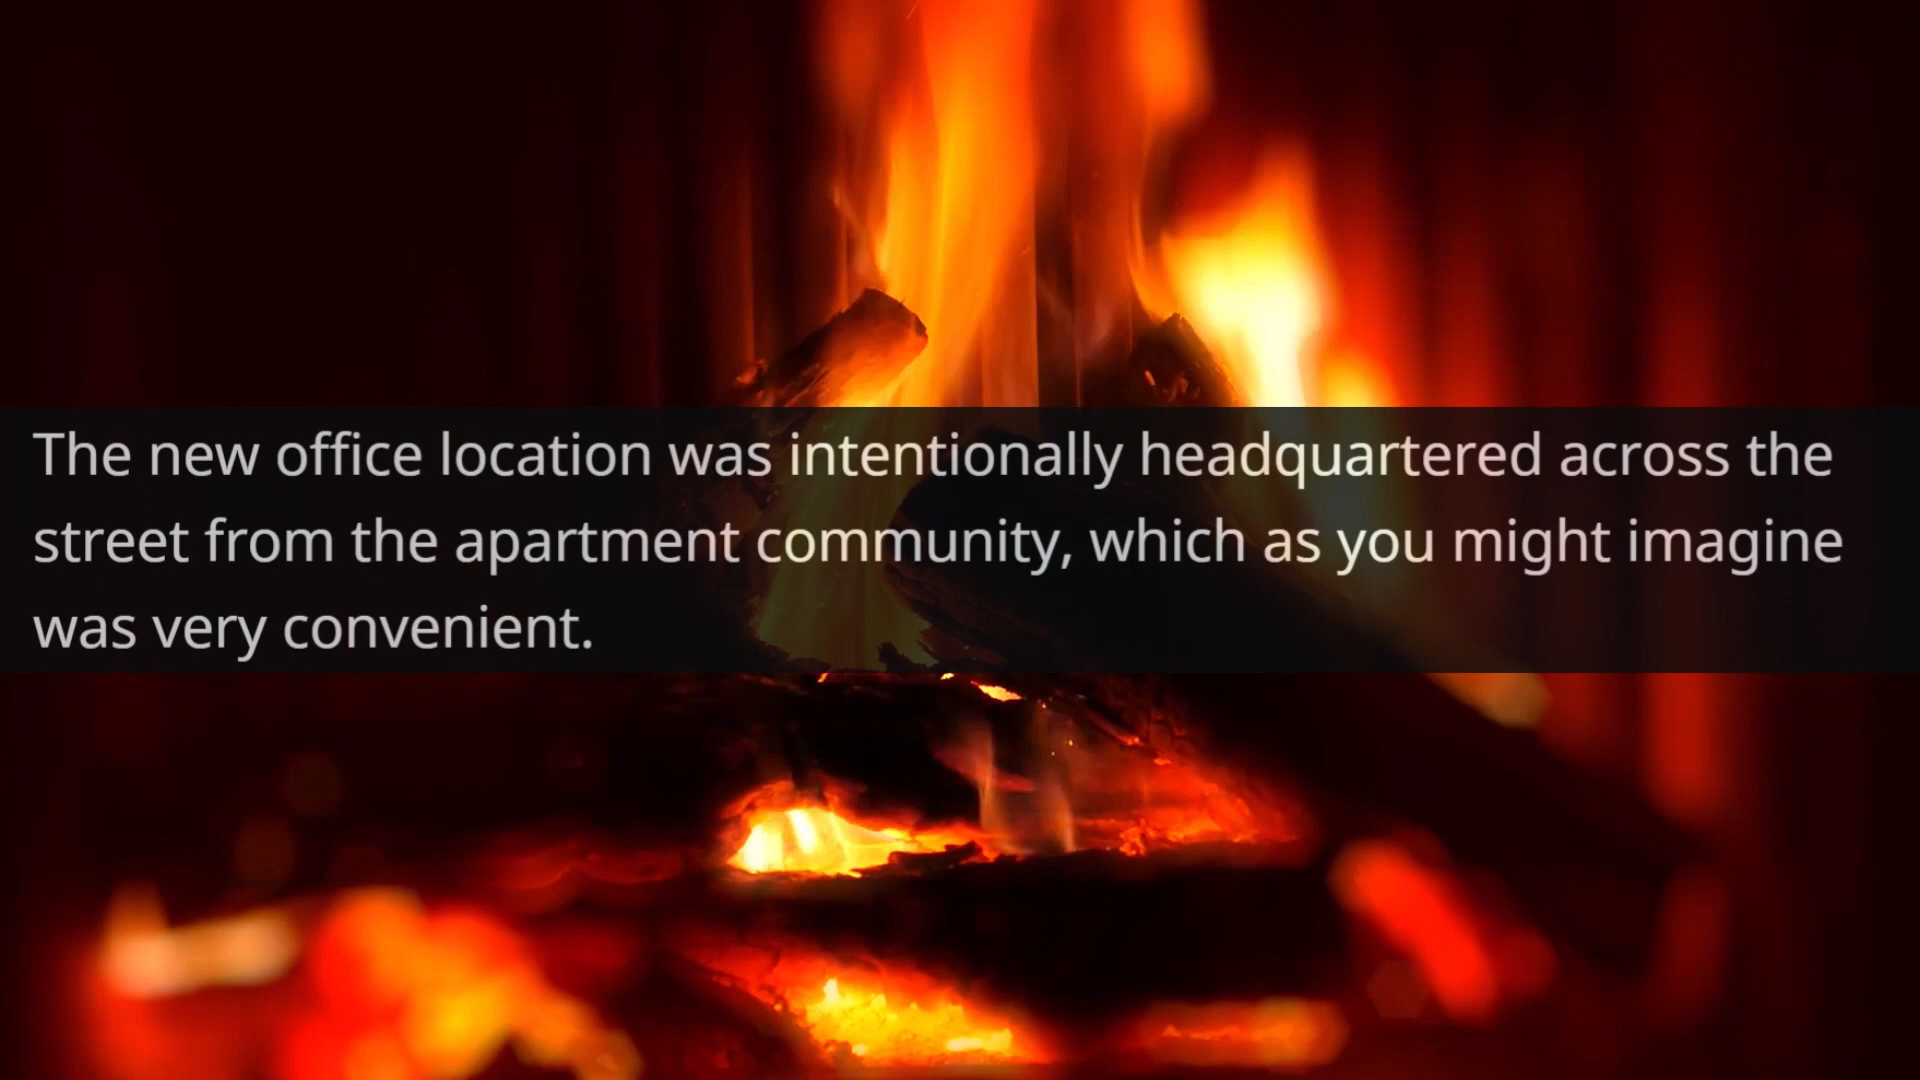 The new office location was intentionally headquartered across the
street from the apartment community, which as you might imagine
was very convenient.